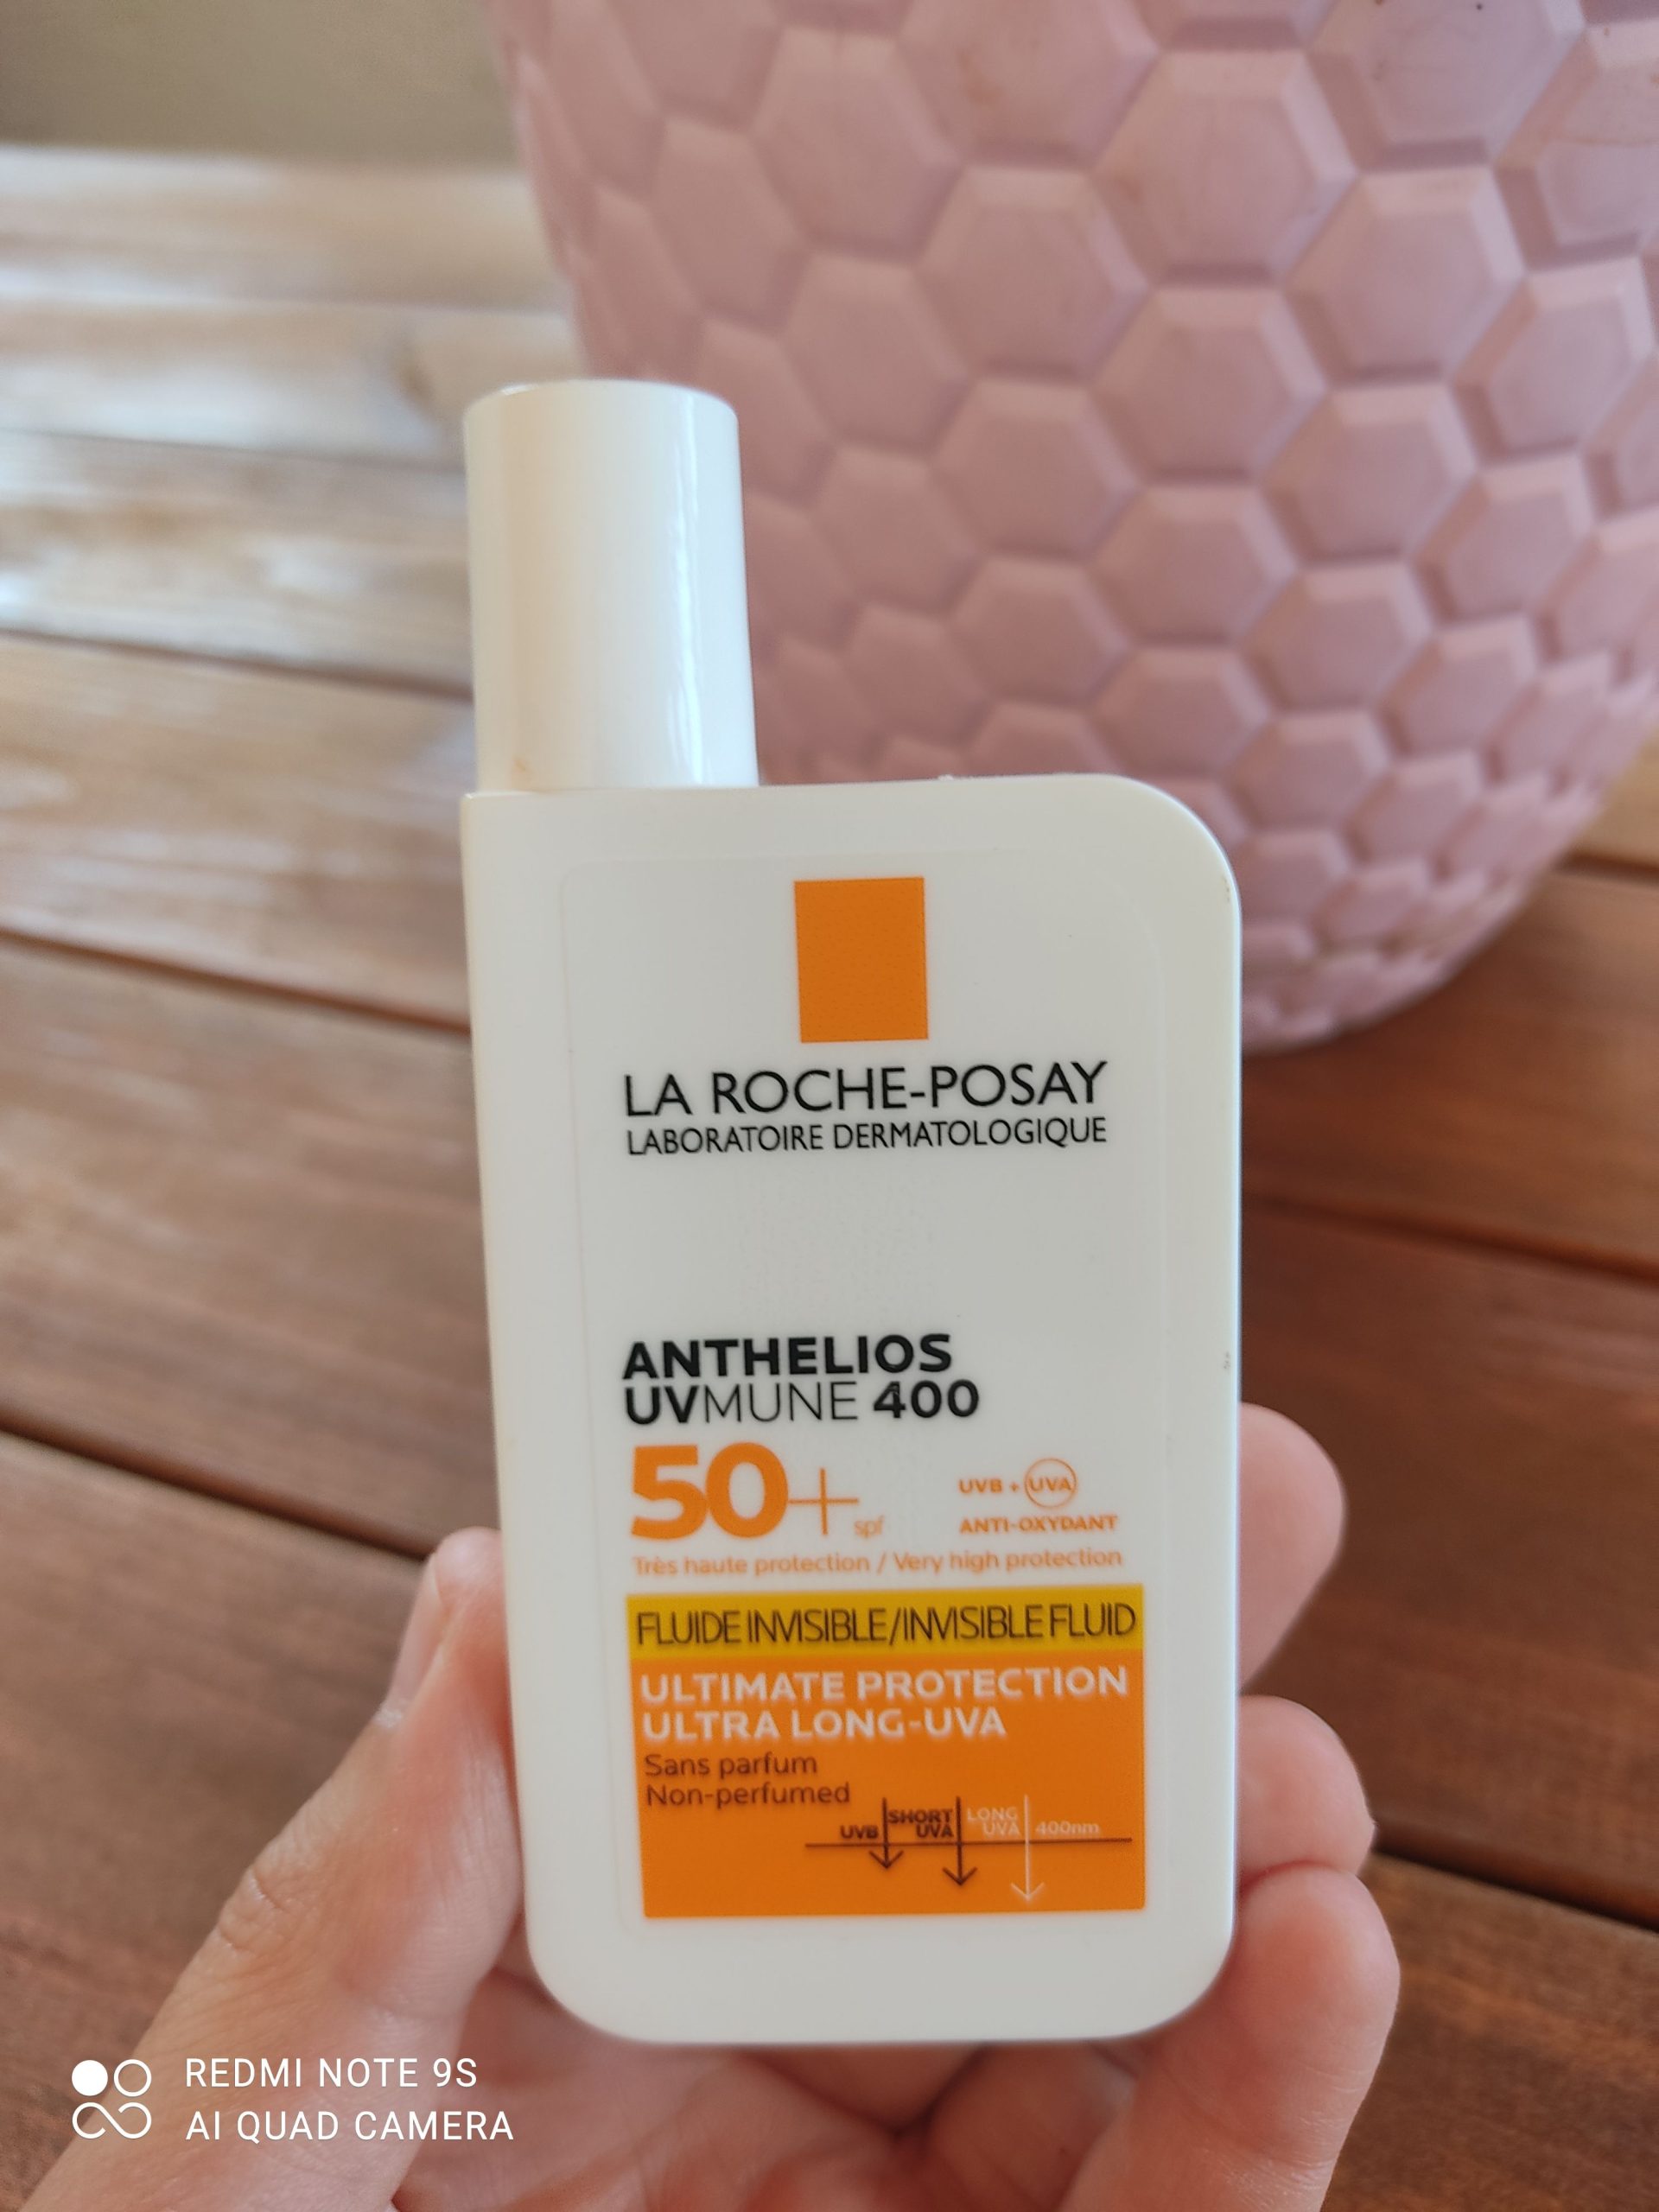 LA ROCHE-POSAY
LABORATOIRE DERMATOLOGIQUE
ANTHELIOS
UVMUNE 400
50+ spf
UVB + UVA
ANTI-OXYDANT
Très haute protection / Very high protection
FLUIDE INVISIBLE/INVISIBLE FLUID
ULTIMATE PROTECTION
ULTRA LONG-UVA
Sans parfum
Non-perfumed
UVB
SHORT
UVA
LONG
UVA
400nm
REDMI NOTE 9S
AI QUAD CAMERA